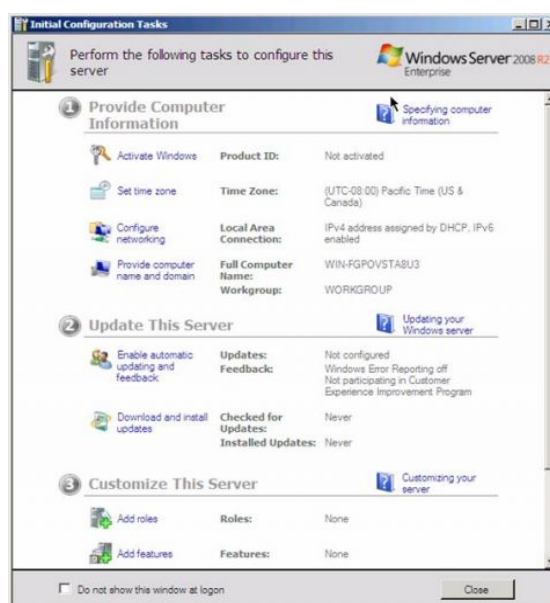 Initial Configuration Tasks
Perform the following tasks to configure this
server
Windows Server 2008 R2
Enterprise
1 Provide Computer
Information
Specifying computer
information
Activate Windows Product ID: Not activated
Set time zone Time Zone: (UTC-08:00) Pacific Time (US &
Canada)
Configure
networking
Local Area
Connection:
IPv4 address assigned by DHCP, IPv6
enabled
Provide computer
name and domain
Full Computer
Name:
WIN-FGPOVSTA8U3
Workgroup: WORKGROUP
2 Update This Server
Updating your
Windows server
Enable automatic
updating and
feedback
Updates: Not configured
Feedback: Windows Error Reporting off
Not participating in Customer
Experience Improvement Program
Download and install
updates
Checked for
Updates:
Never
Installed Updates: Never
3 Customize This Server
Customizing your
server
Add roles Roles: None
Add features Features: None
Do not show this window at logon
Close